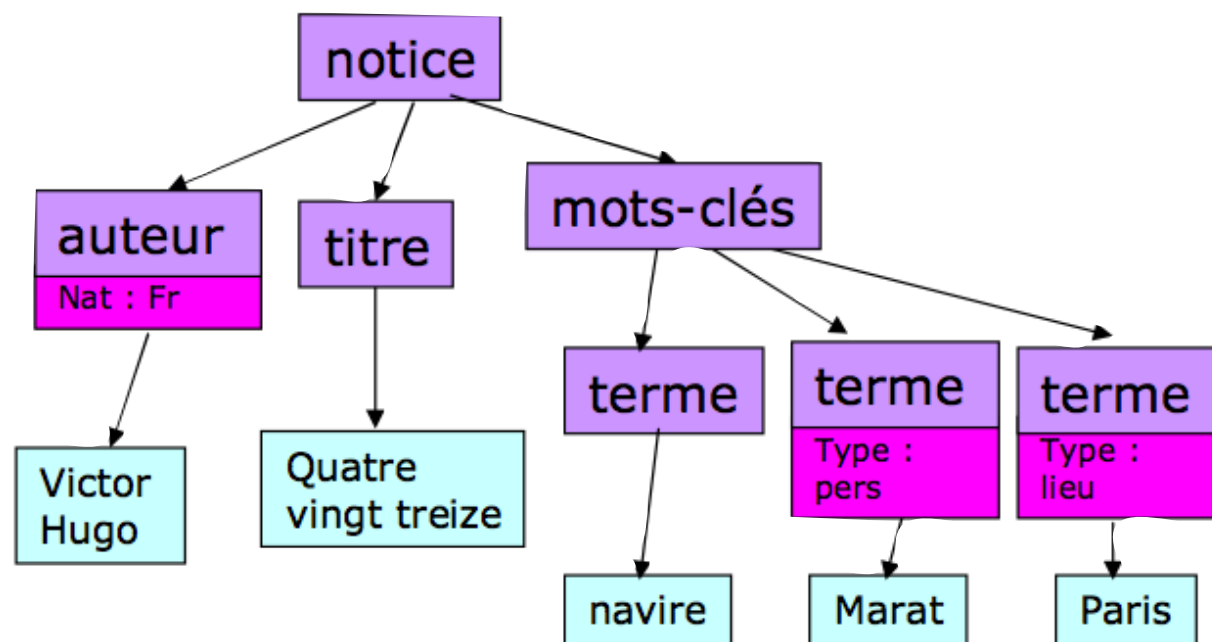 notice
auteur
Nat : Fr
titre
mots-clés
terme
terme
Type :
pers
terme
Type :
lieu
Victor
Hugo
Quatre
vingt treize
navire
Marat
Paris